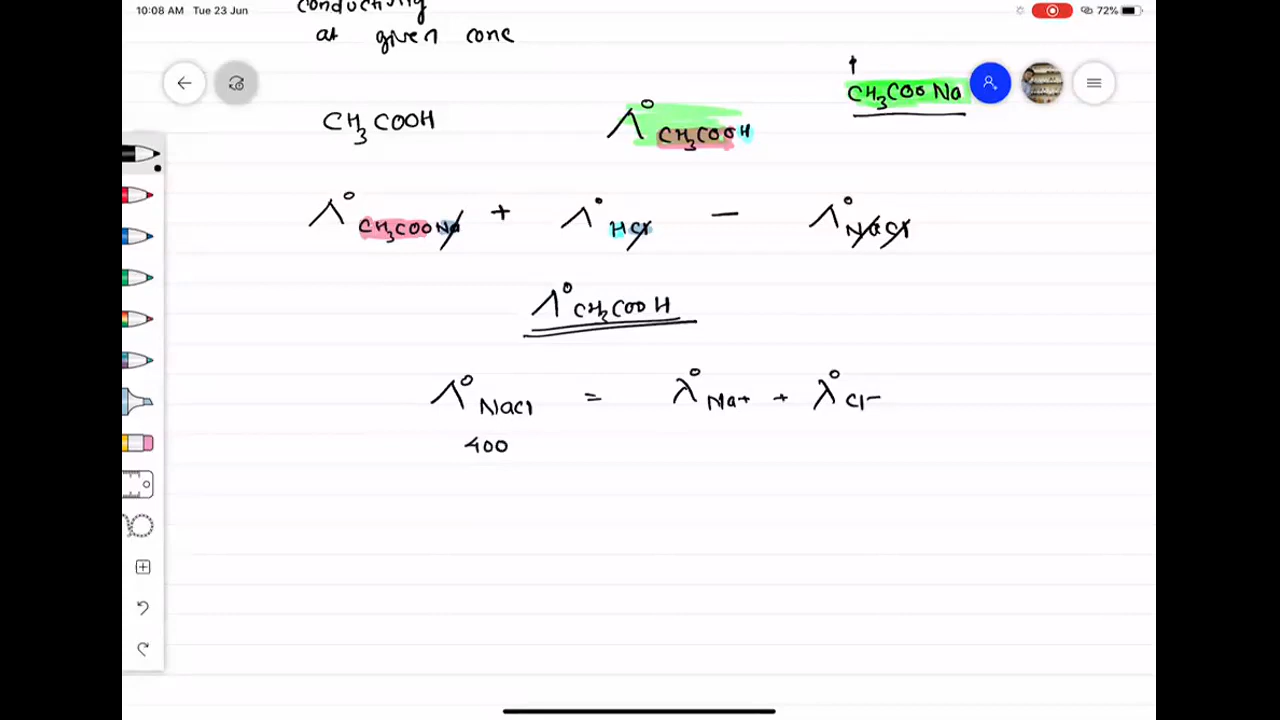 10:08 AM Tue 23 Jun
72%
conductivity
at given conc
CH₃COONa
CH₃COOH Λ° CH₃COOH
Λ° CH₃COONa + Λ° HCl − Λ° NaCl
Λ° CH₃COOH
Λ° NaCl = λ° Na+ + λ° Cl−
400